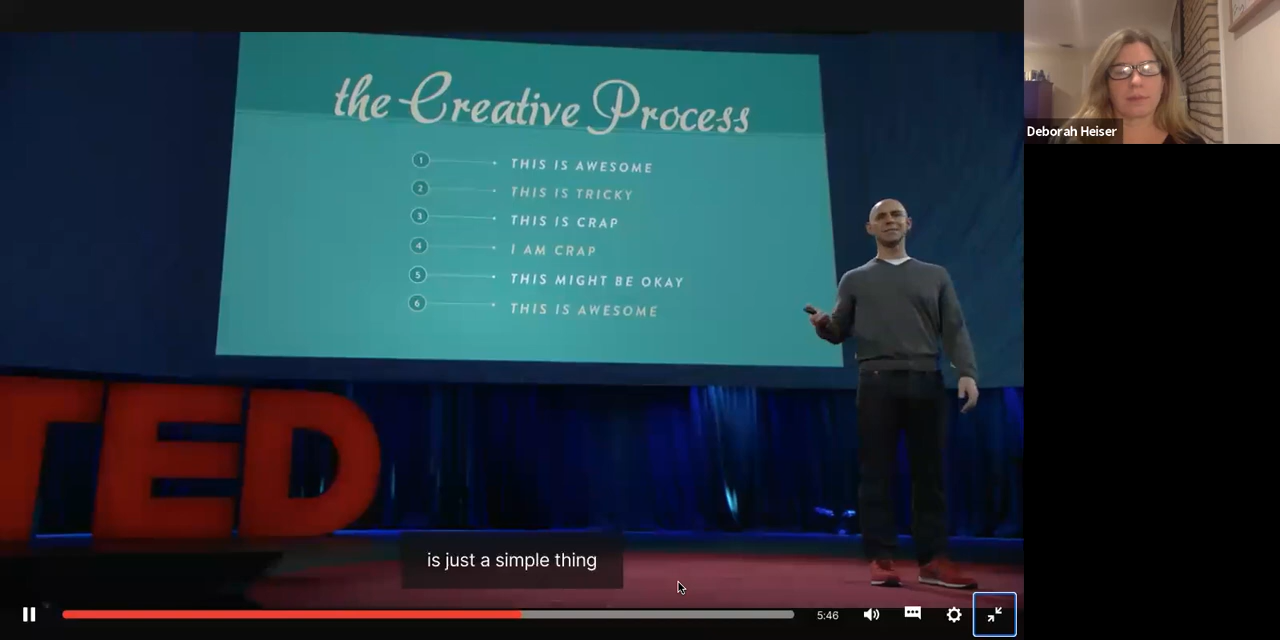 the Creative Process
1 THIS IS AWESOME
2 THIS IS TRICKY
3 THIS IS CRAP
4 I AM CRAP
5 THIS MIGHT BE OKAY
6 THIS IS AWESOME
Deborah Heiser
TED
is just a simple thing
5:46